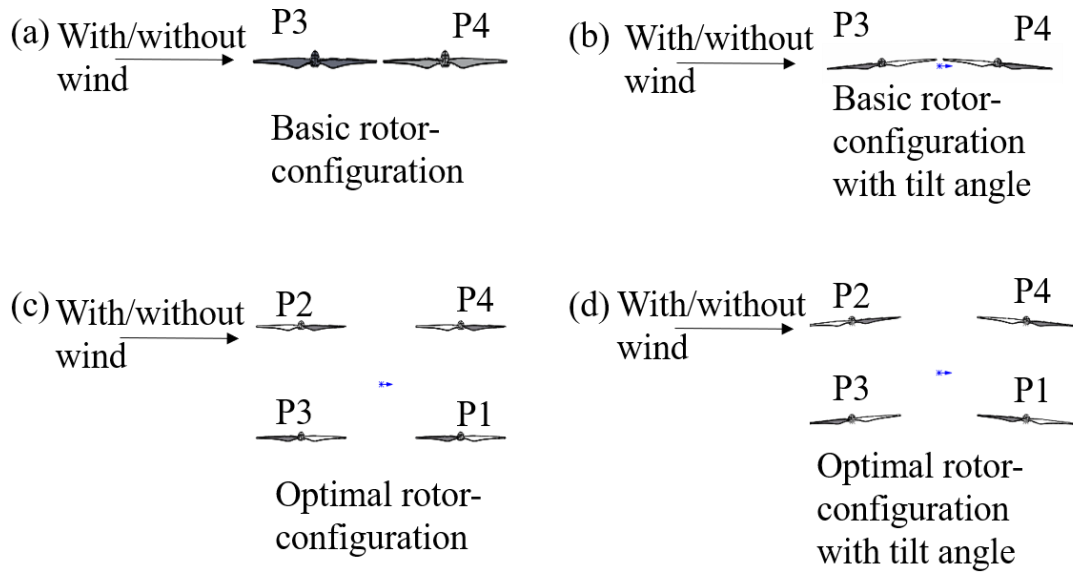 (a) With/without wind
P3 P4
Basic rotor-
configuration
(b) With/without wind
P3 P4
Basic rotor-
configuration
with tilt angle
(c) With/without wind
P2 P4
P3 P1
Optimal rotor-
configuration
(d) With/without wind
P2 P4
P3 P1
Optimal rotor-
configuration
with tilt angle